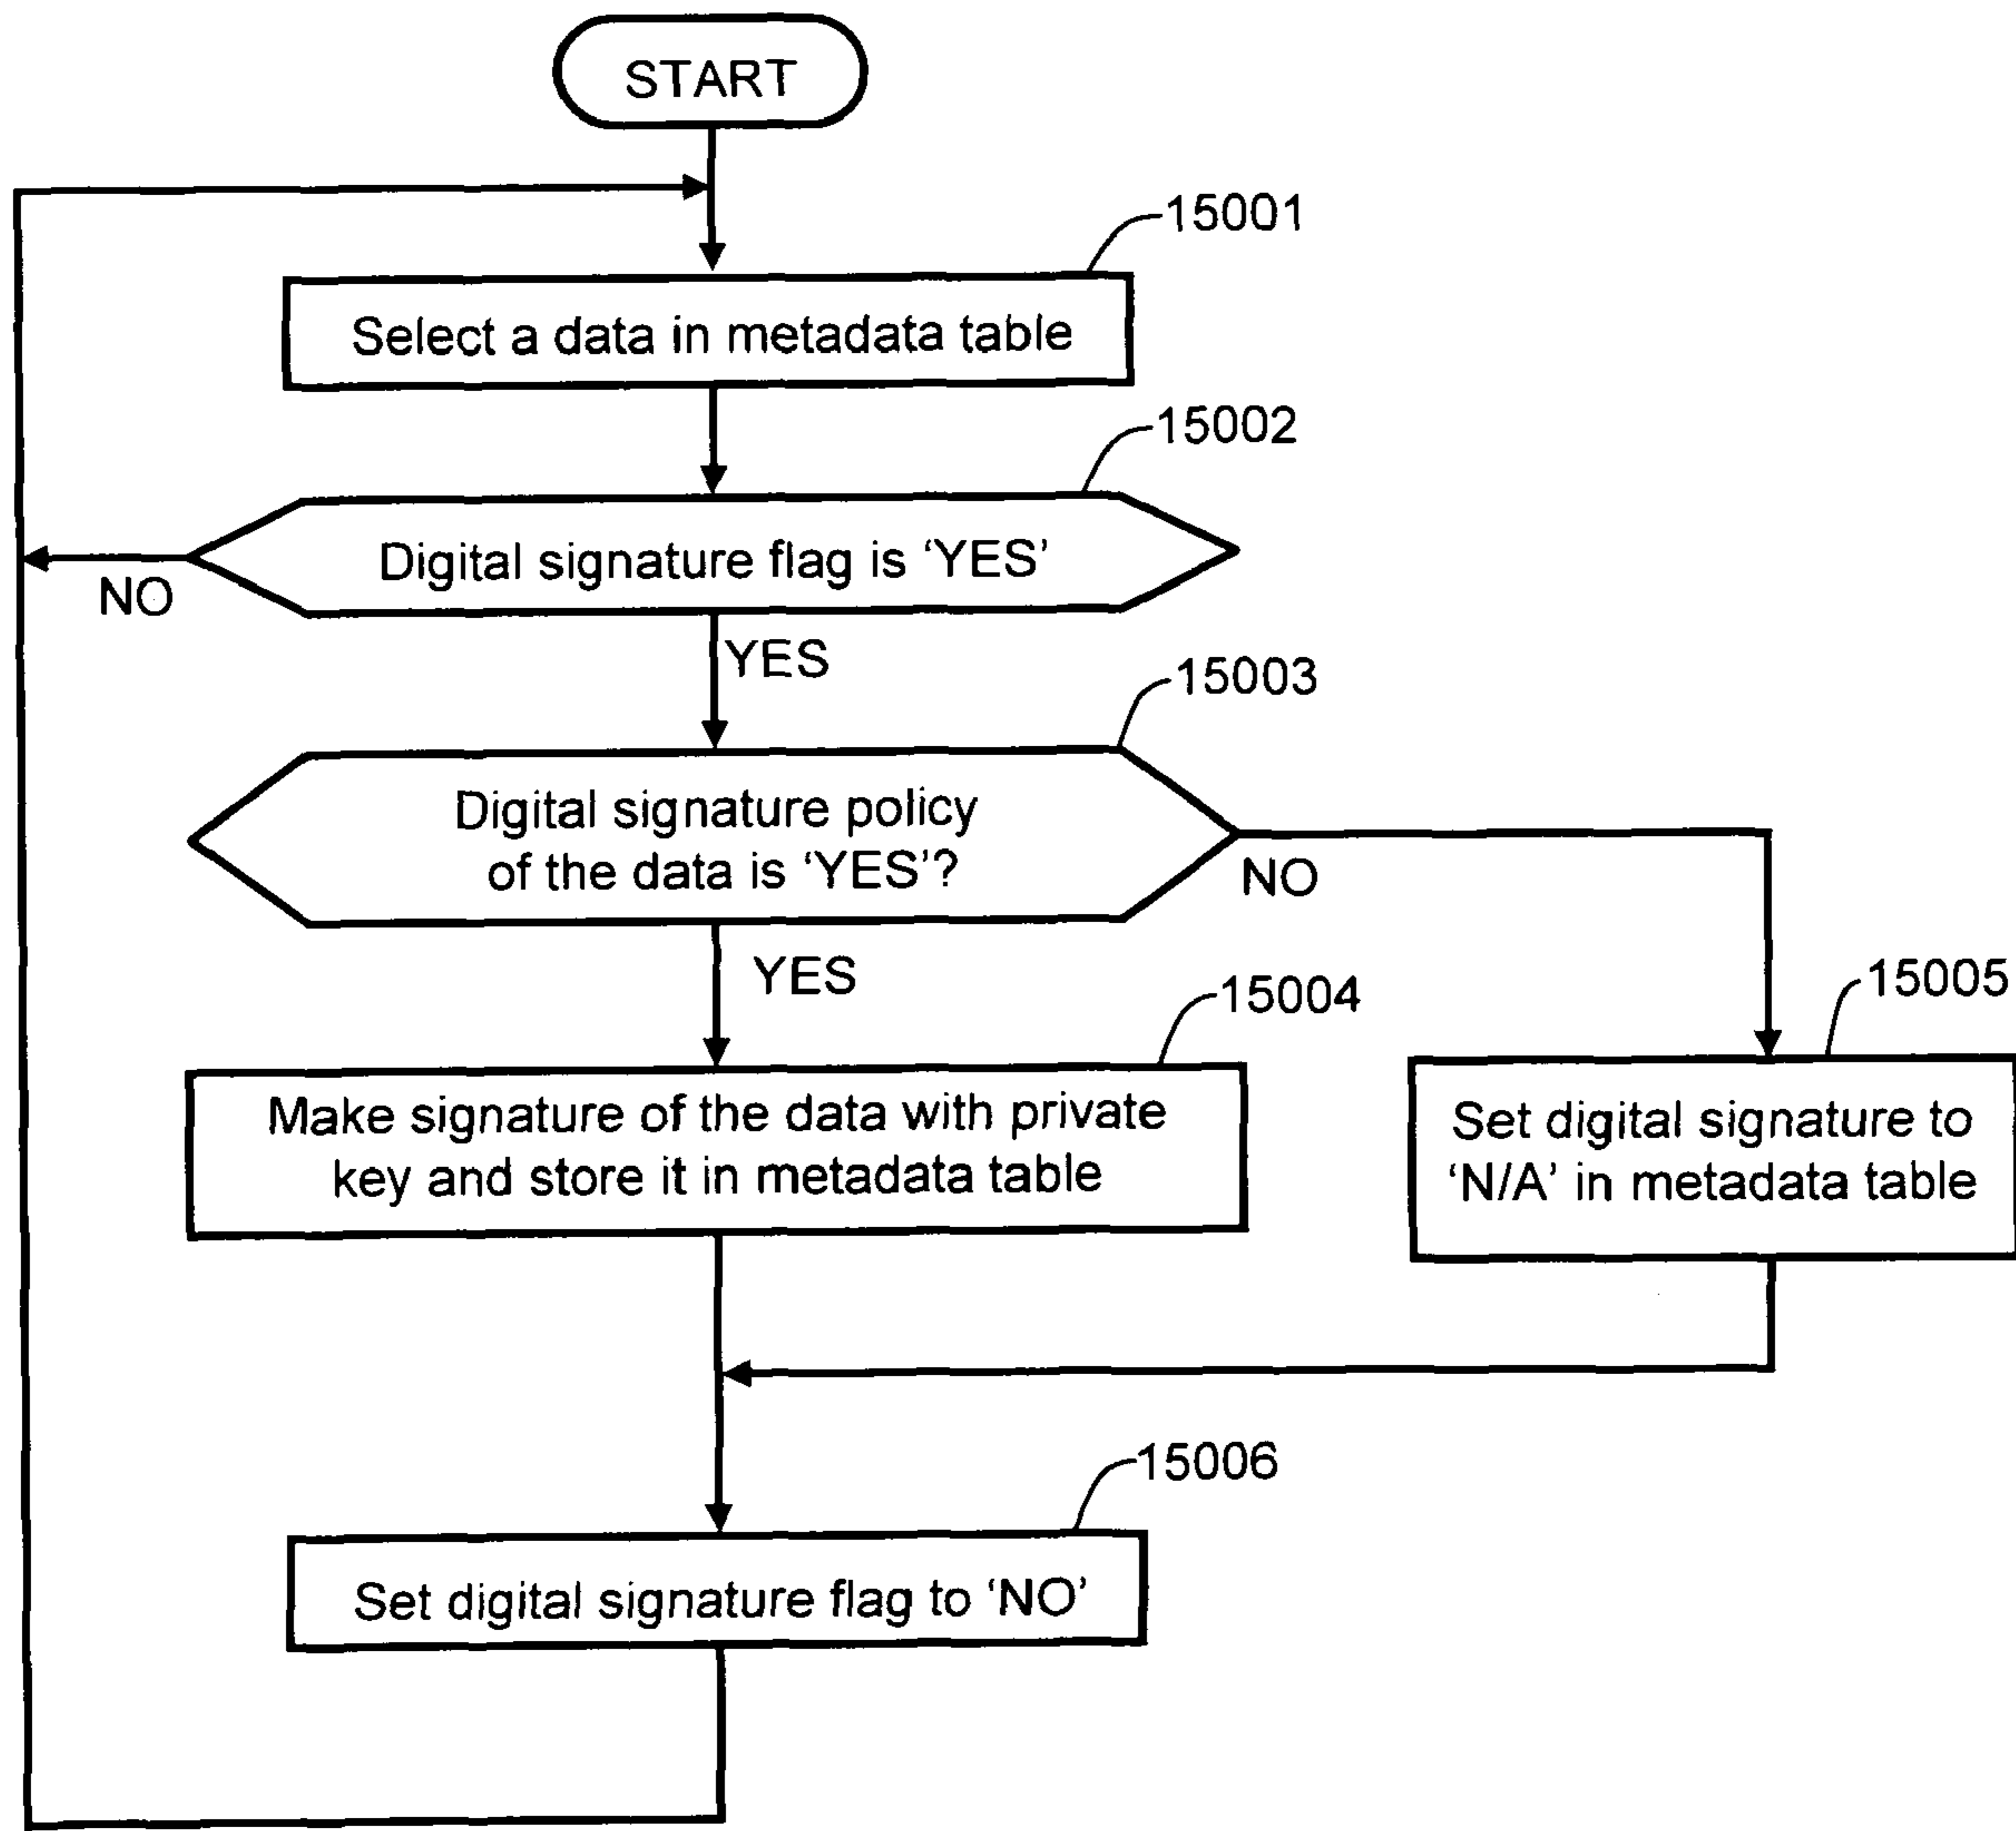 START
15001
Select a data in metadata table
15002
Digital signature flag is ‘YES’
NO
YES
15003
Digital signature policy
of the data is ‘YES’?
NO
YES
15004
15005
Make signature of the data with private
key and store it in metadata table
Set digital signature to
‘N/A’ in metadata table
15006
Set digital signature flag to ‘NO’